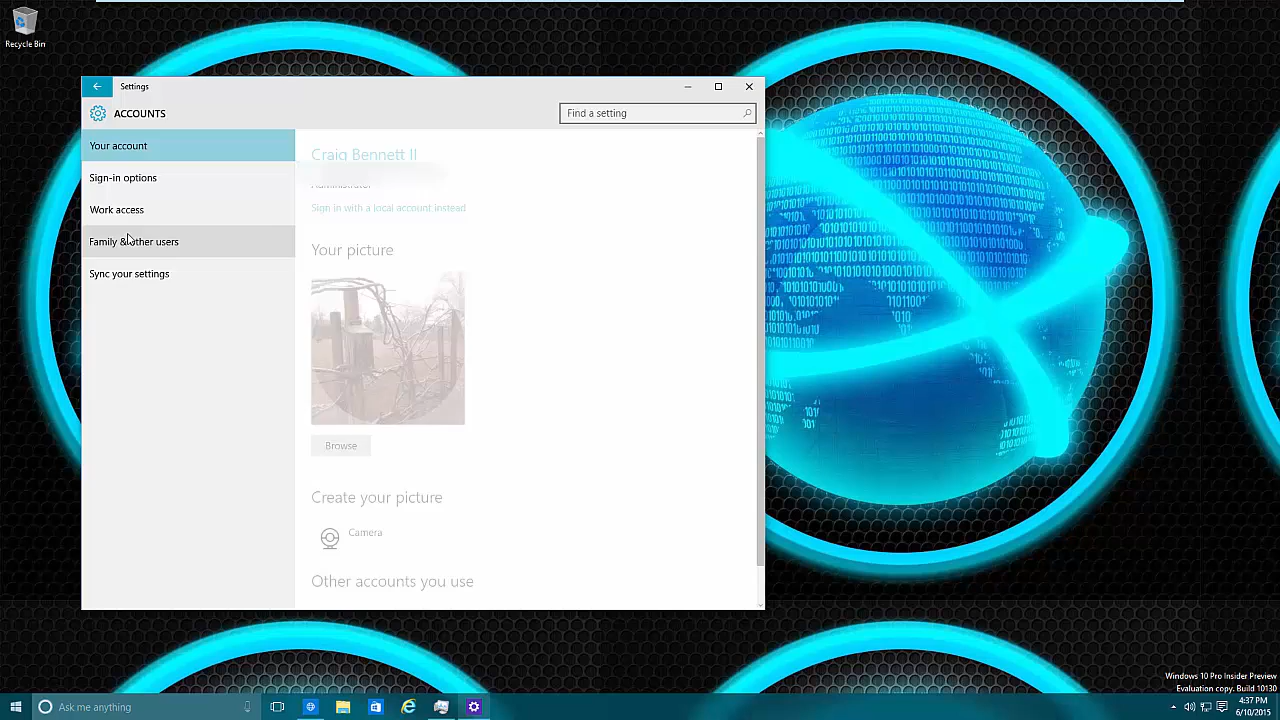 Recycle Bin
Settings
ACCOUNTS
Find a setting
Your account
Sign-in options
Work access
Family & other users
Sync your settings
Craig Bennett II
Administrator
Sign in with a local account instead
Your picture
Browse
Create your picture
Camera
Other accounts you use
Windows 10 Pro Insider Preview
Evaluation copy. Build 10130
Ask me anything
4:37 PM
6/10/2015